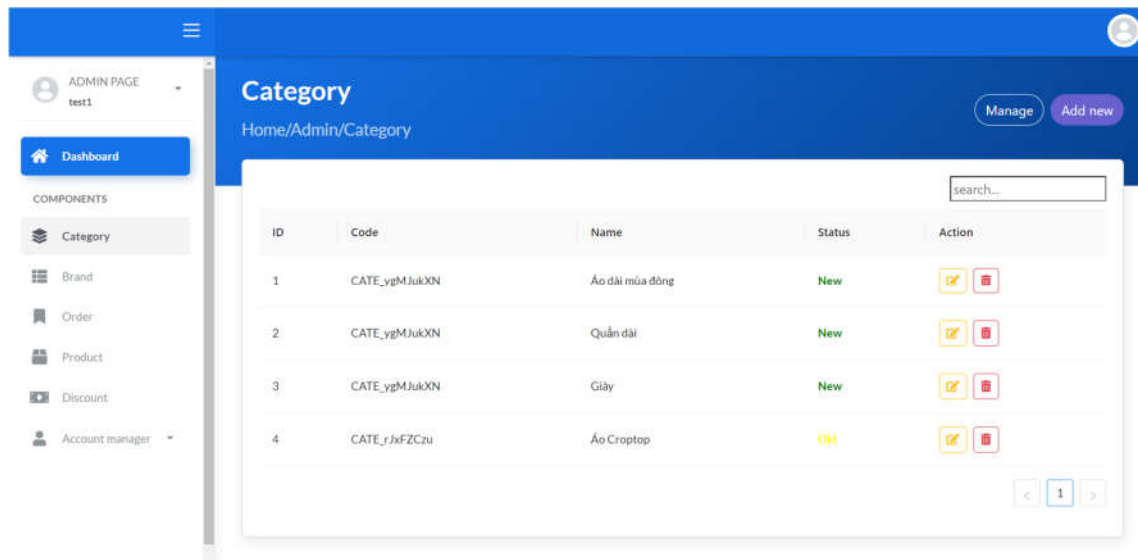 ADMIN PAGE
test1
Dashboard
COMPONENTS
Category
Brand
Order
Product
Discount
Account manager
Category
Home/Admin/Category
Manage
Add new
search...
ID Code Name Status Action
1 CATE_ygMJukXN Áo dài mùa đông New
2 CATE_ygMJukXN Quần dài New
3 CATE_ygMJukXN Giày New
4 CATE_rJxFZCzu Áo Croptop Old
< 1 >